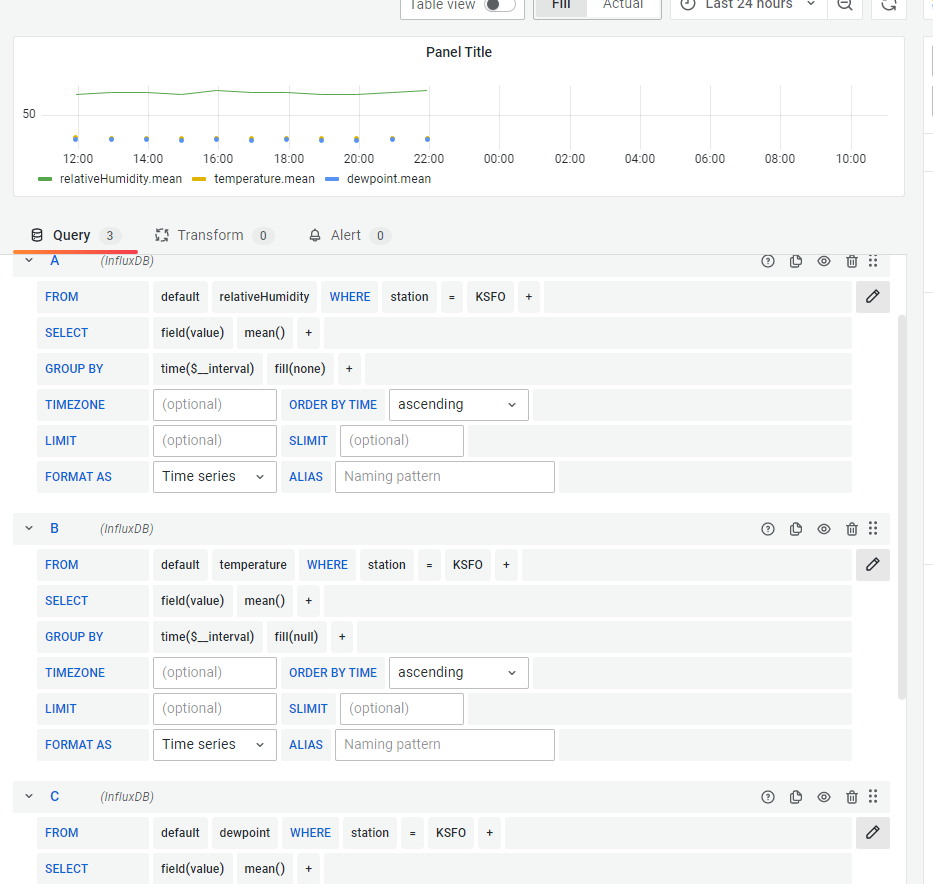 Table view Fill Actual Last 24 hours
Panel Title
50
12:00 14:00 16:00 18:00 20:00 22:00 00:00 02:00 04:00 06:00 08:00 10:00
relativeHumidity.mean temperature.mean dewpoint.mean
Query 3 Transform 0 Alert 0
A (InfluxDB)
FROM default relativeHumidity WHERE station = KSFO +
SELECT field(value) mean() +
GROUP BY time($__interval) fill(none) +
TIMEZONE (optional) ORDER BY TIME ascending
LIMIT (optional) SLIMIT (optional)
FORMAT AS Time series ALIAS Naming pattern
B (InfluxDB)
FROM default temperature WHERE station = KSFO +
SELECT field(value) mean() +
GROUP BY time($__interval) fill(null) +
TIMEZONE (optional) ORDER BY TIME ascending
LIMIT (optional) SLIMIT (optional)
FORMAT AS Time series ALIAS Naming pattern
C (InfluxDB)
FROM default dewpoint WHERE station = KSFO +
SELECT field(value) mean() +